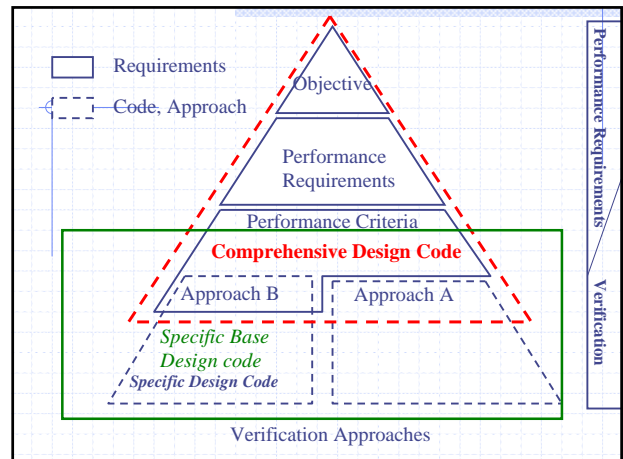 Requirements
Code, Approach
Objective
Performance
Requirements
Performance Criteria
Comprehensive Design Code
Approach B
Approach A
Specific Base
Design code
Specific Design Code
Verification Approaches
Performance Requirements
Verification